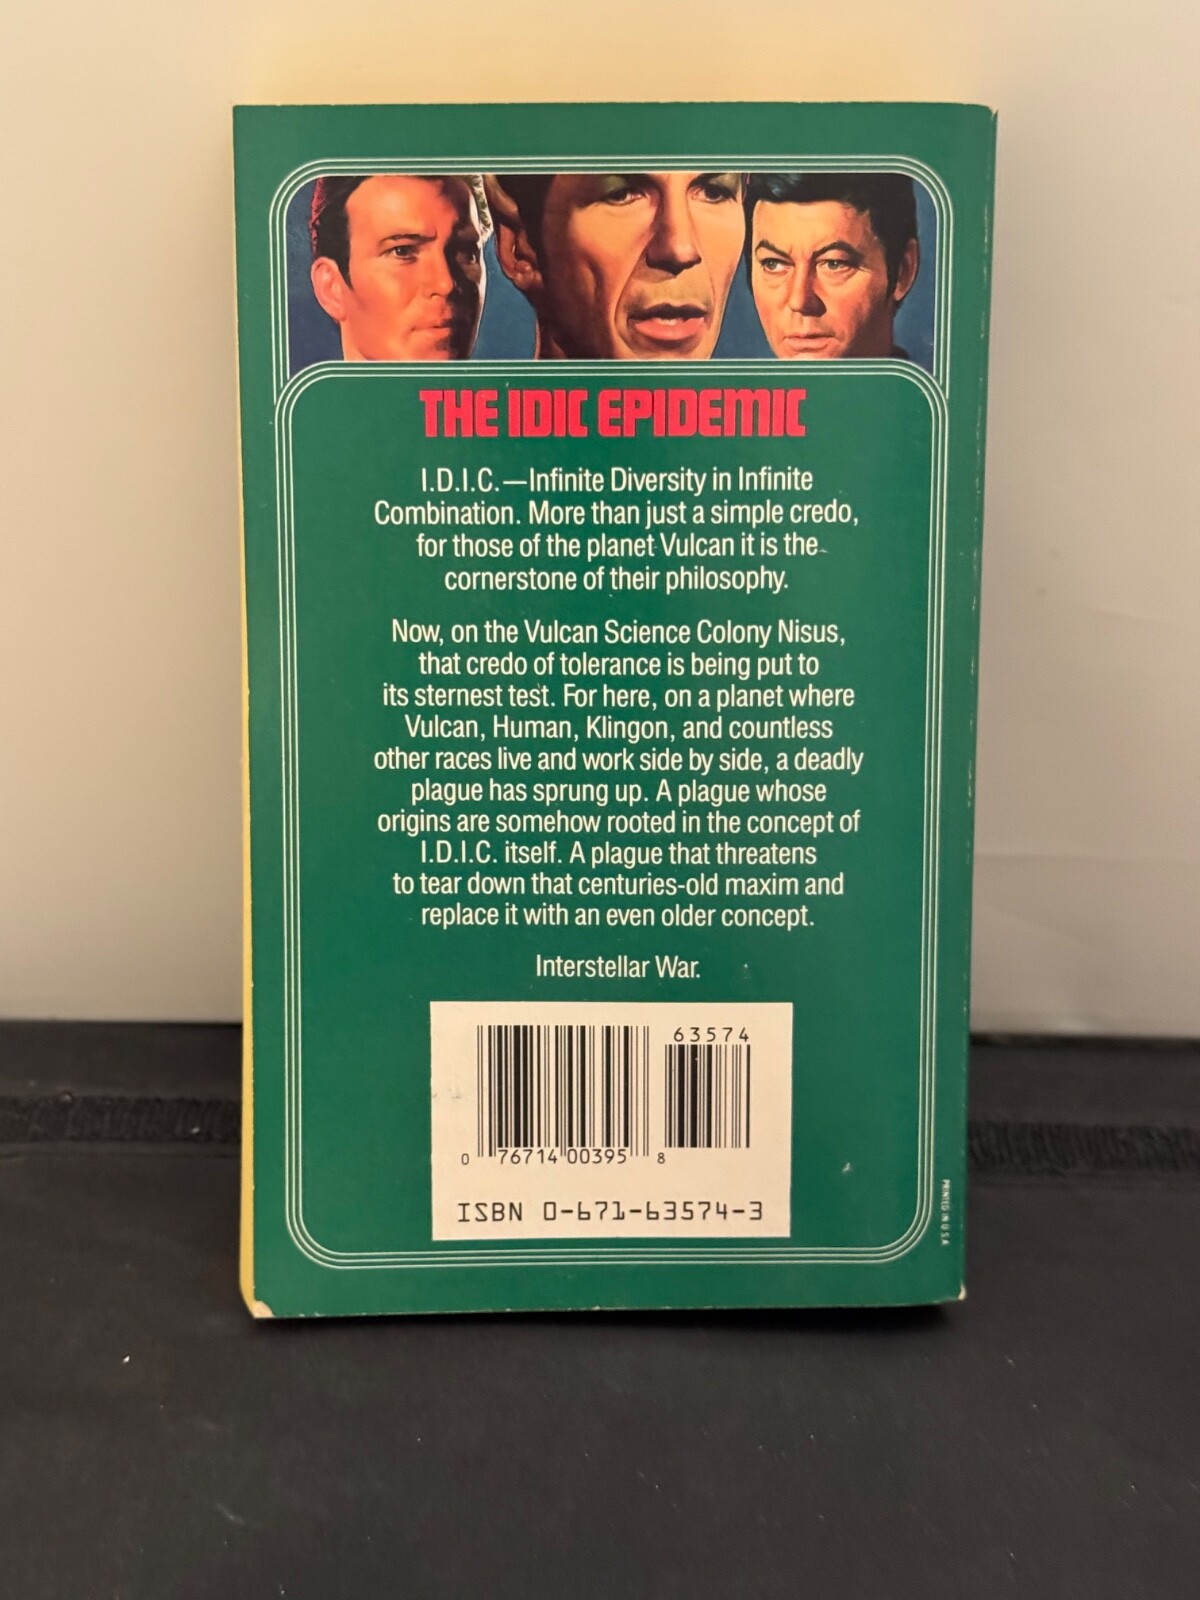 THE IDIC EPIDEMIC
I.D.I.C.—Infinite Diversity in Infinite
Combination. More than just a simple credo,
for those of the planet Vulcan it is the
cornerstone of their philosophy.
Now, on the Vulcan Science Colony Nisus,
that credo of tolerance is being put to
its sternest test. For here, on a planet where
Vulcan, Human, Klingon, and countless
other races live and work side by side, a deadly
plague has sprung up. A plague whose
origins are somehow rooted in the concept of
I.D.I.C. itself. A plague that threatens
to tear down that centuries-old maxim and
replace it with an even older concept.
Interstellar War.
63574
0 76714 00395 8
ISBN 0-671-63574-3
PRINTED IN U.S.A.